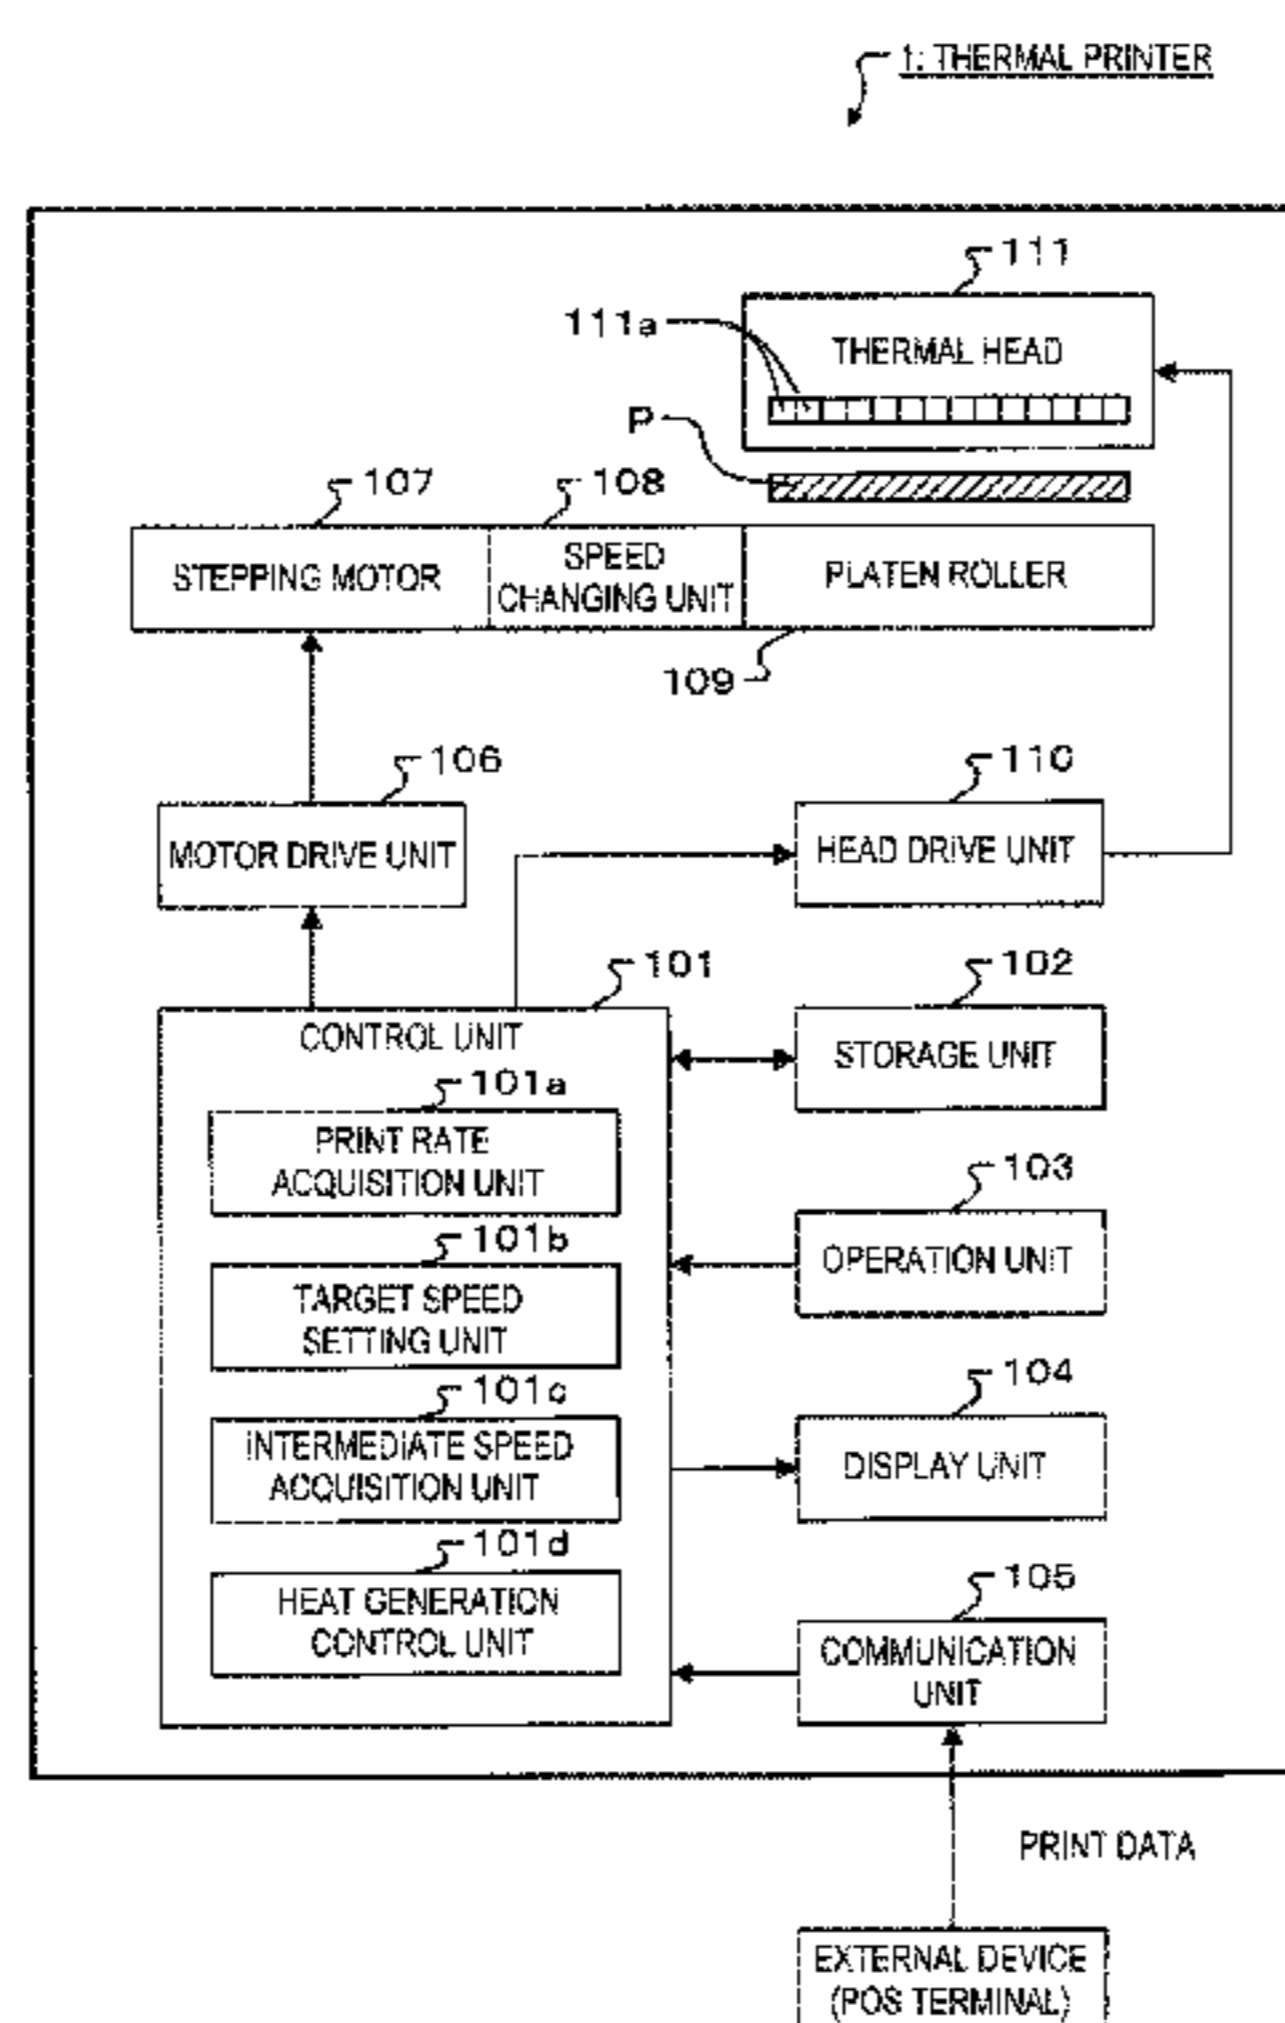 1: THERMAL PRINTER
111
111a
THERMAL HEAD
P
107
108
STEPPING MOTOR
SPEED
CHANGING UNIT
PLATEN ROLLER
109
106
110
MOTOR DRIVE UNIT
HEAD DRIVE UNIT
101
102
CONTROL UNIT
STORAGE UNIT
101a
PRINT RATE
ACQUISITION UNIT
103
OPERATION UNIT
101b
TARGET SPEED
SETTING UNIT
104
DISPLAY UNIT
101c
INTERMEDIATE SPEED
ACQUISITION UNIT
101d
HEAT GENERATION
CONTROL UNIT
105
COMMUNICATION
UNIT
PRINT DATA
EXTERNAL DEVICE
(POS TERMINAL)